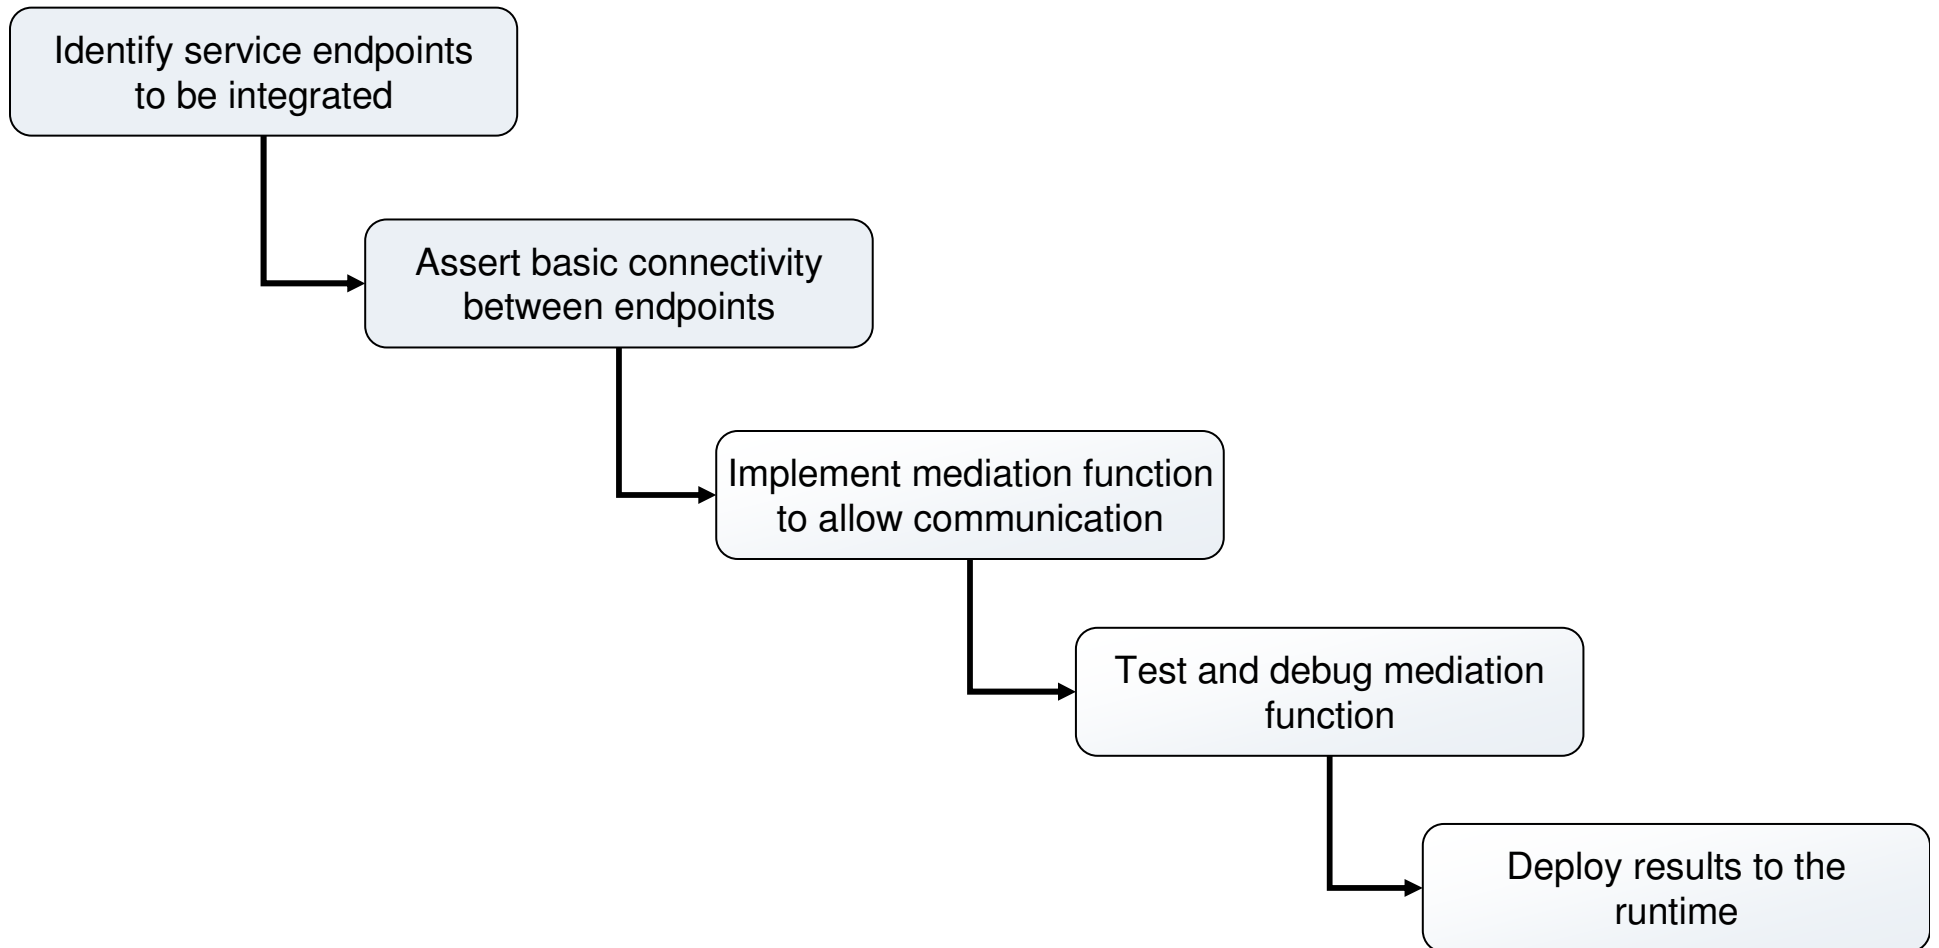 Identify service endpoints
to be integrated
Assert basic connectivity
between endpoints
Implement mediation function
to allow communication
Test and debug mediation
function
Deploy results to the
runtime